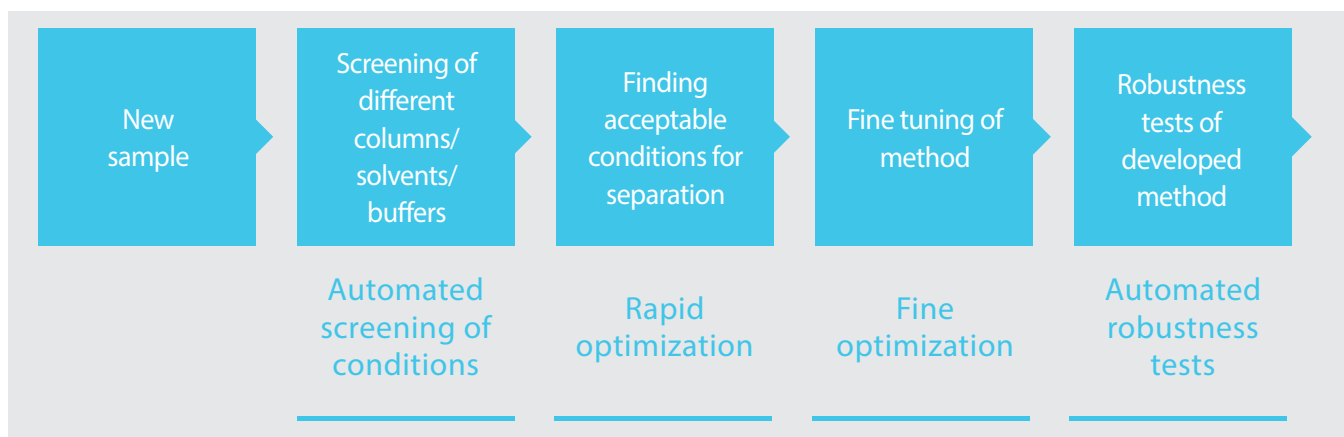 New
sample
Screening of
different
columns/
solvents/
buffers
Finding
acceptable
conditions for
separation
Fine tuning of
method
Robustness
tests of
developed
method
Automated
screening of
conditions
Rapid
optimization
Fine
optimization
Automated
robustness
tests